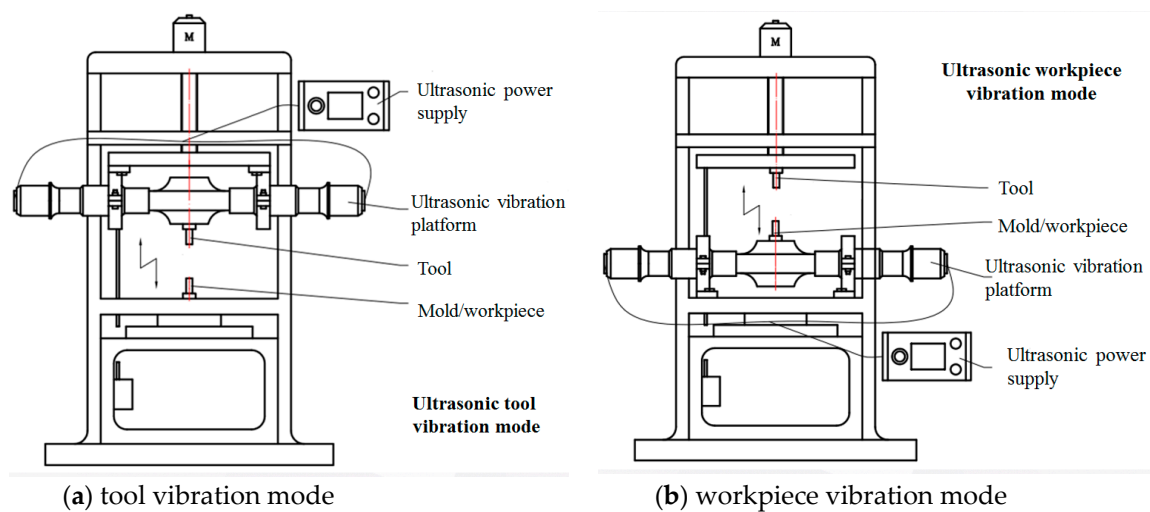 M
Ultrasonic power
supply
Ultrasonic vibration
platform
Tool
Mold/workpiece
Ultrasonic tool
vibration mode
(a) tool vibration mode
M
Ultrasonic workpiece
vibration mode
Tool
Mold/workpiece
Ultrasonic vibration
platform
Ultrasonic power
supply
(b) workpiece vibration mode